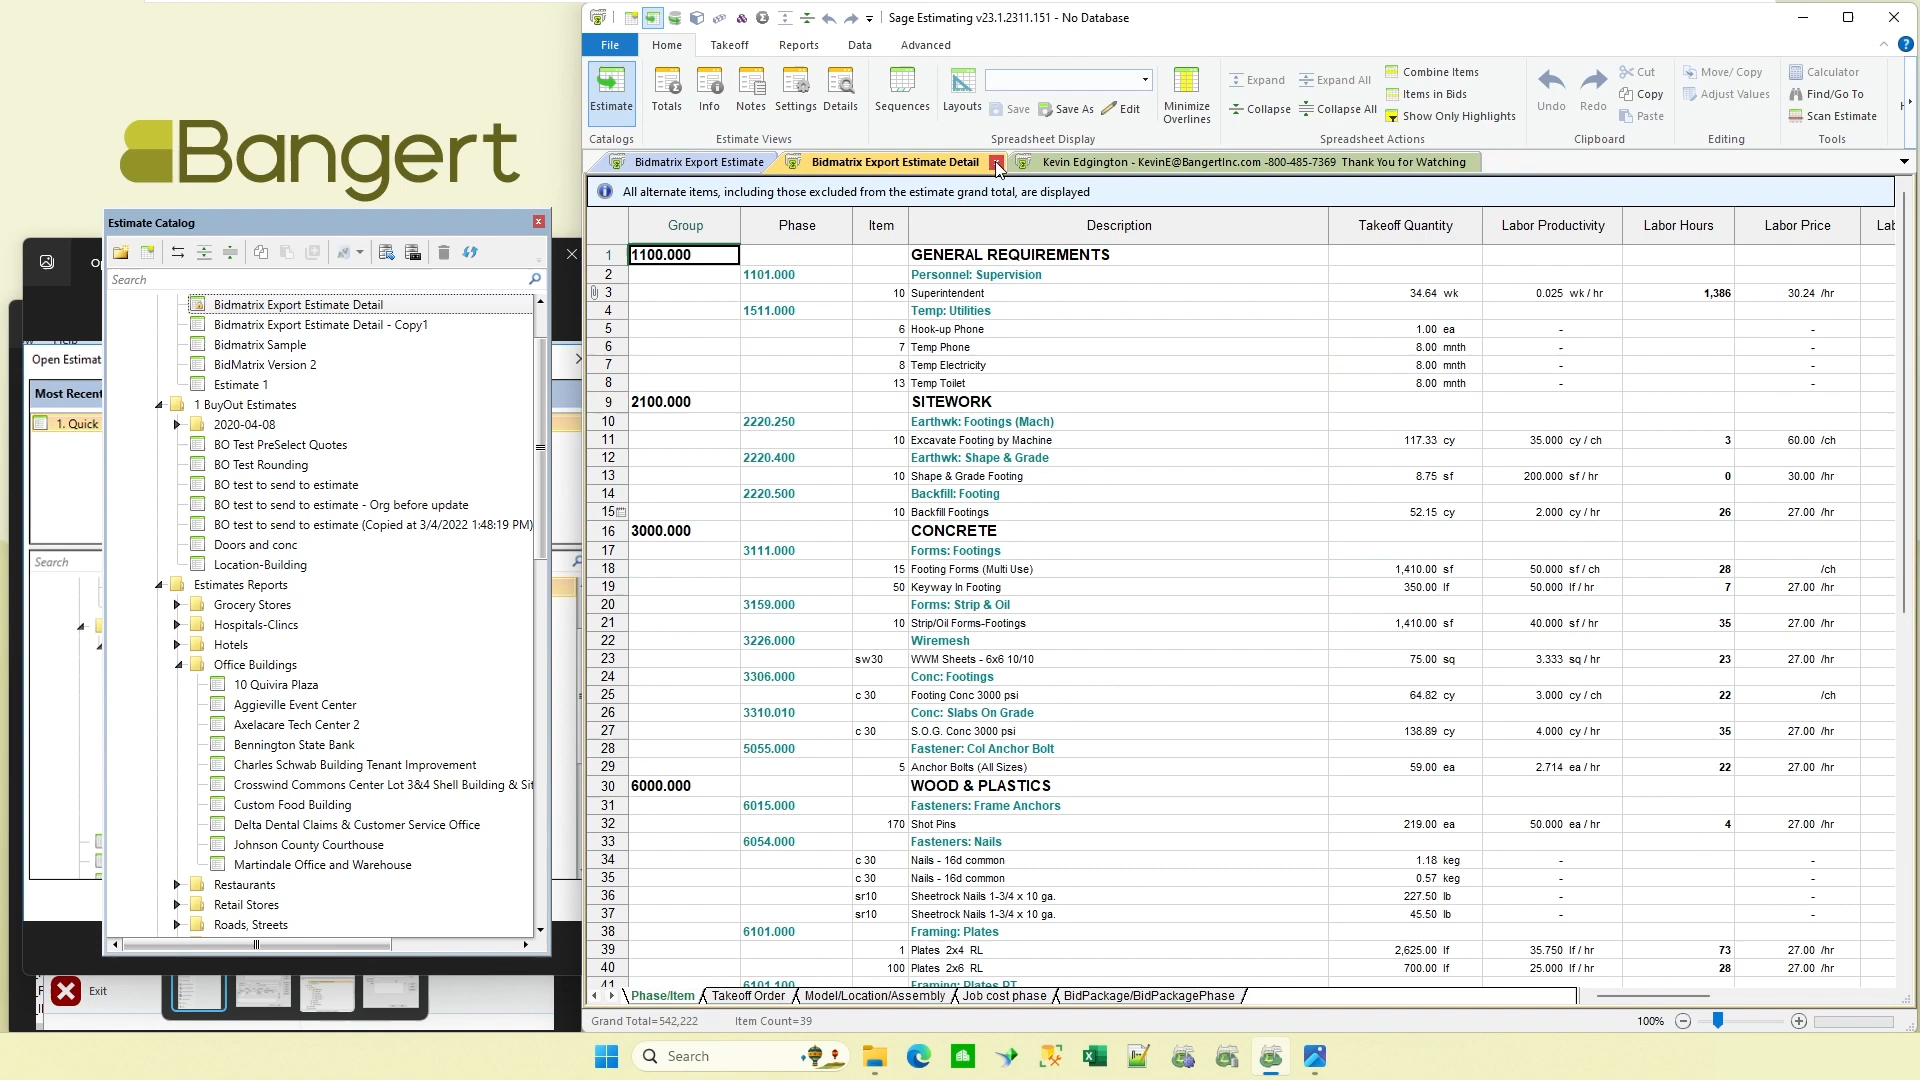 Sage Estimating v23.1.2311.151 - No Database
File Home Takeoff Reports Data Advanced
Estimate Totals Info Notes Settings Details Sequences Layouts Save Save As Edit Minimize Overlines
Expand Expand All Combine Items Undo Redo Cut Move/ Copy Calculator
Items in Bids Copy Adjust Values Find/Go To
Collapse Collapse All Show Only Highlights Paste Scan Estimate
Catalogs Estimate Views Spreadsheet Display Spreadsheet Actions Clipboard Editing Tools
Bidmatrix Export Estimate Bidmatrix Export Estimate Detail Kevin Edgington - KevinE@BangertInc.com -800-485-7369 Thank You for Watching
All alternate items, including those excluded from the estimate grand total, are displayed
Group Phase Item Description Takeoff Quantity Labor Productivity Labor Hours Labor Price Lab
1 1100.000 GENERAL REQUIREMENTS
2 1101.000 Personnel: Supervision
3 10 Superintendent 34.64 wk 0.025 wk / hr 1,386 30.24 /hr
4 1511.000 Temp: Utilities
5 6 Hook-up Phone 1.00 ea - -
6 7 Temp Phone 8.00 mnth - -
7 8 Temp Electricity 8.00 mnth - -
8 13 Temp Toilet 8.00 mnth - -
9 2100.000 SITEWORK
10 2220.250 Earthwk: Footings (Mach)
11 10 Excavate Footing by Machine 117.33 cy 35.000 cy / ch 3 60.00 /ch
12 2220.400 Earthwk: Shape & Grade
13 10 Shape & Grade Footing 8.75 sf 200.000 sf / hr 0 30.00 /hr
14 2220.500 Backfill: Footing
15 10 Backfill Footings 52.15 cy 2.000 cy / hr 26 27.00 /hr
16 3000.000 CONCRETE
17 3111.000 Forms: Footings
18 15 Footing Forms (Multi Use) 1,410.00 sf 50.000 sf / ch 28 /ch
19 50 Keyway In Footing 350.00 lf 50.000 lf / hr 7 27.00 /hr
20 3159.000 Forms: Strip & Oil
21 10 Strip/Oil Forms-Footings 1,410.00 sf 40.000 sf / hr 35 27.00 /hr
22 3226.000 Wiremesh
23 sw30 WWM Sheets - 6x6 10/10 75.00 sq 3.333 sq / hr 23 27.00 /hr
24 3306.000 Conc: Footings
25 c 30 Footing Conc 3000 psi 64.82 cy 3.000 cy / ch 22 /ch
26 3310.010 Conc: Slabs On Grade
27 c 30 S.O.G. Conc 3000 psi 138.89 cy 4.000 cy / hr 35 27.00 /hr
28 5055.000 Fastener: Col Anchor Bolt
29 5 Anchor Bolts (All Sizes) 59.00 ea 2.714 ea / hr 22 27.00 /hr
30 6000.000 WOOD & PLASTICS
31 6015.000 Fasteners: Frame Anchors
32 170 Shot Pins 219.00 ea 50.000 ea / hr 4 27.00 /hr
33 6054.000 Fasteners: Nails
34 c 30 Nails - 16d common 1.18 keg - -
35 c 30 Nails - 16d common 0.57 keg - -
36 sr10 Sheetrock Nails 1-3/4 x 10 ga. 227.50 lb - -
37 sr10 Sheetrock Nails 1-3/4 x 10 ga. 45.50 lb - -
38 6101.000 Framing: Plates
39 1 Plates 2x4 RL 2,625.00 lf 35.750 lf / hr 73 27.00 /hr
40 100 Plates 2x6 RL 700.00 lf 25.000 lf / hr 28 27.00 /hr
41 6101.100 Framing: Plates PT
Phase/Item Takeoff Order Model/Location/Assembly Job cost phase BidPackage/BidPackagePhase
Grand Total=542,222 Item Count=39 100%
Bangert
Estimate Catalog
Search
Bidmatrix Export Estimate Detail
Bidmatrix Export Estimate Detail - Copy1
Bidmatrix Sample
BidMatrix Version 2
Estimate 1
1 BuyOut Estimates
2020-04-08
BO Test PreSelect Quotes
BO Test Rounding
BO test to send to estimate
BO test to send to estimate - Org before update
BO test to send to estimate (Copied at 3/4/2022 1:48:19 PM)
Doors and conc
Location-Building
Estimates Reports
Grocery Stores
Hospitals-Clincs
Hotels
Office Buildings
10 Quivira Plaza
Aggieville Event Center
Axelacare Tech Center 2
Bennington State Bank
Charles Schwab Building Tenant Improvement
Crosswind Commons Center Lot 3&4 Shell Building & Sit
Custom Food Building
Delta Dental Claims & Customer Service Office
Johnson County Courthouse
Martindale Office and Warehouse
Restaurants
Retail Stores
Roads, Streets
Open Estimat
Most Recen
1. Quick
Search
Exit
Search